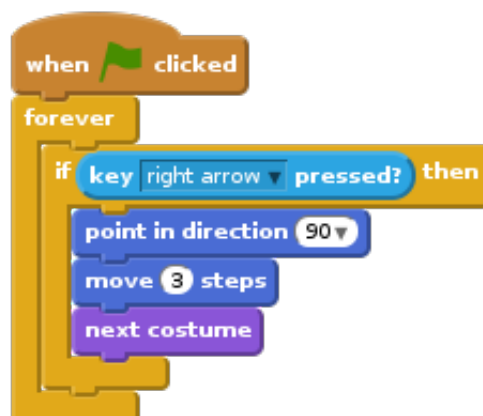 when clicked
forever
if key right arrow pressed? then
point in direction 90
move 3 steps
next costume